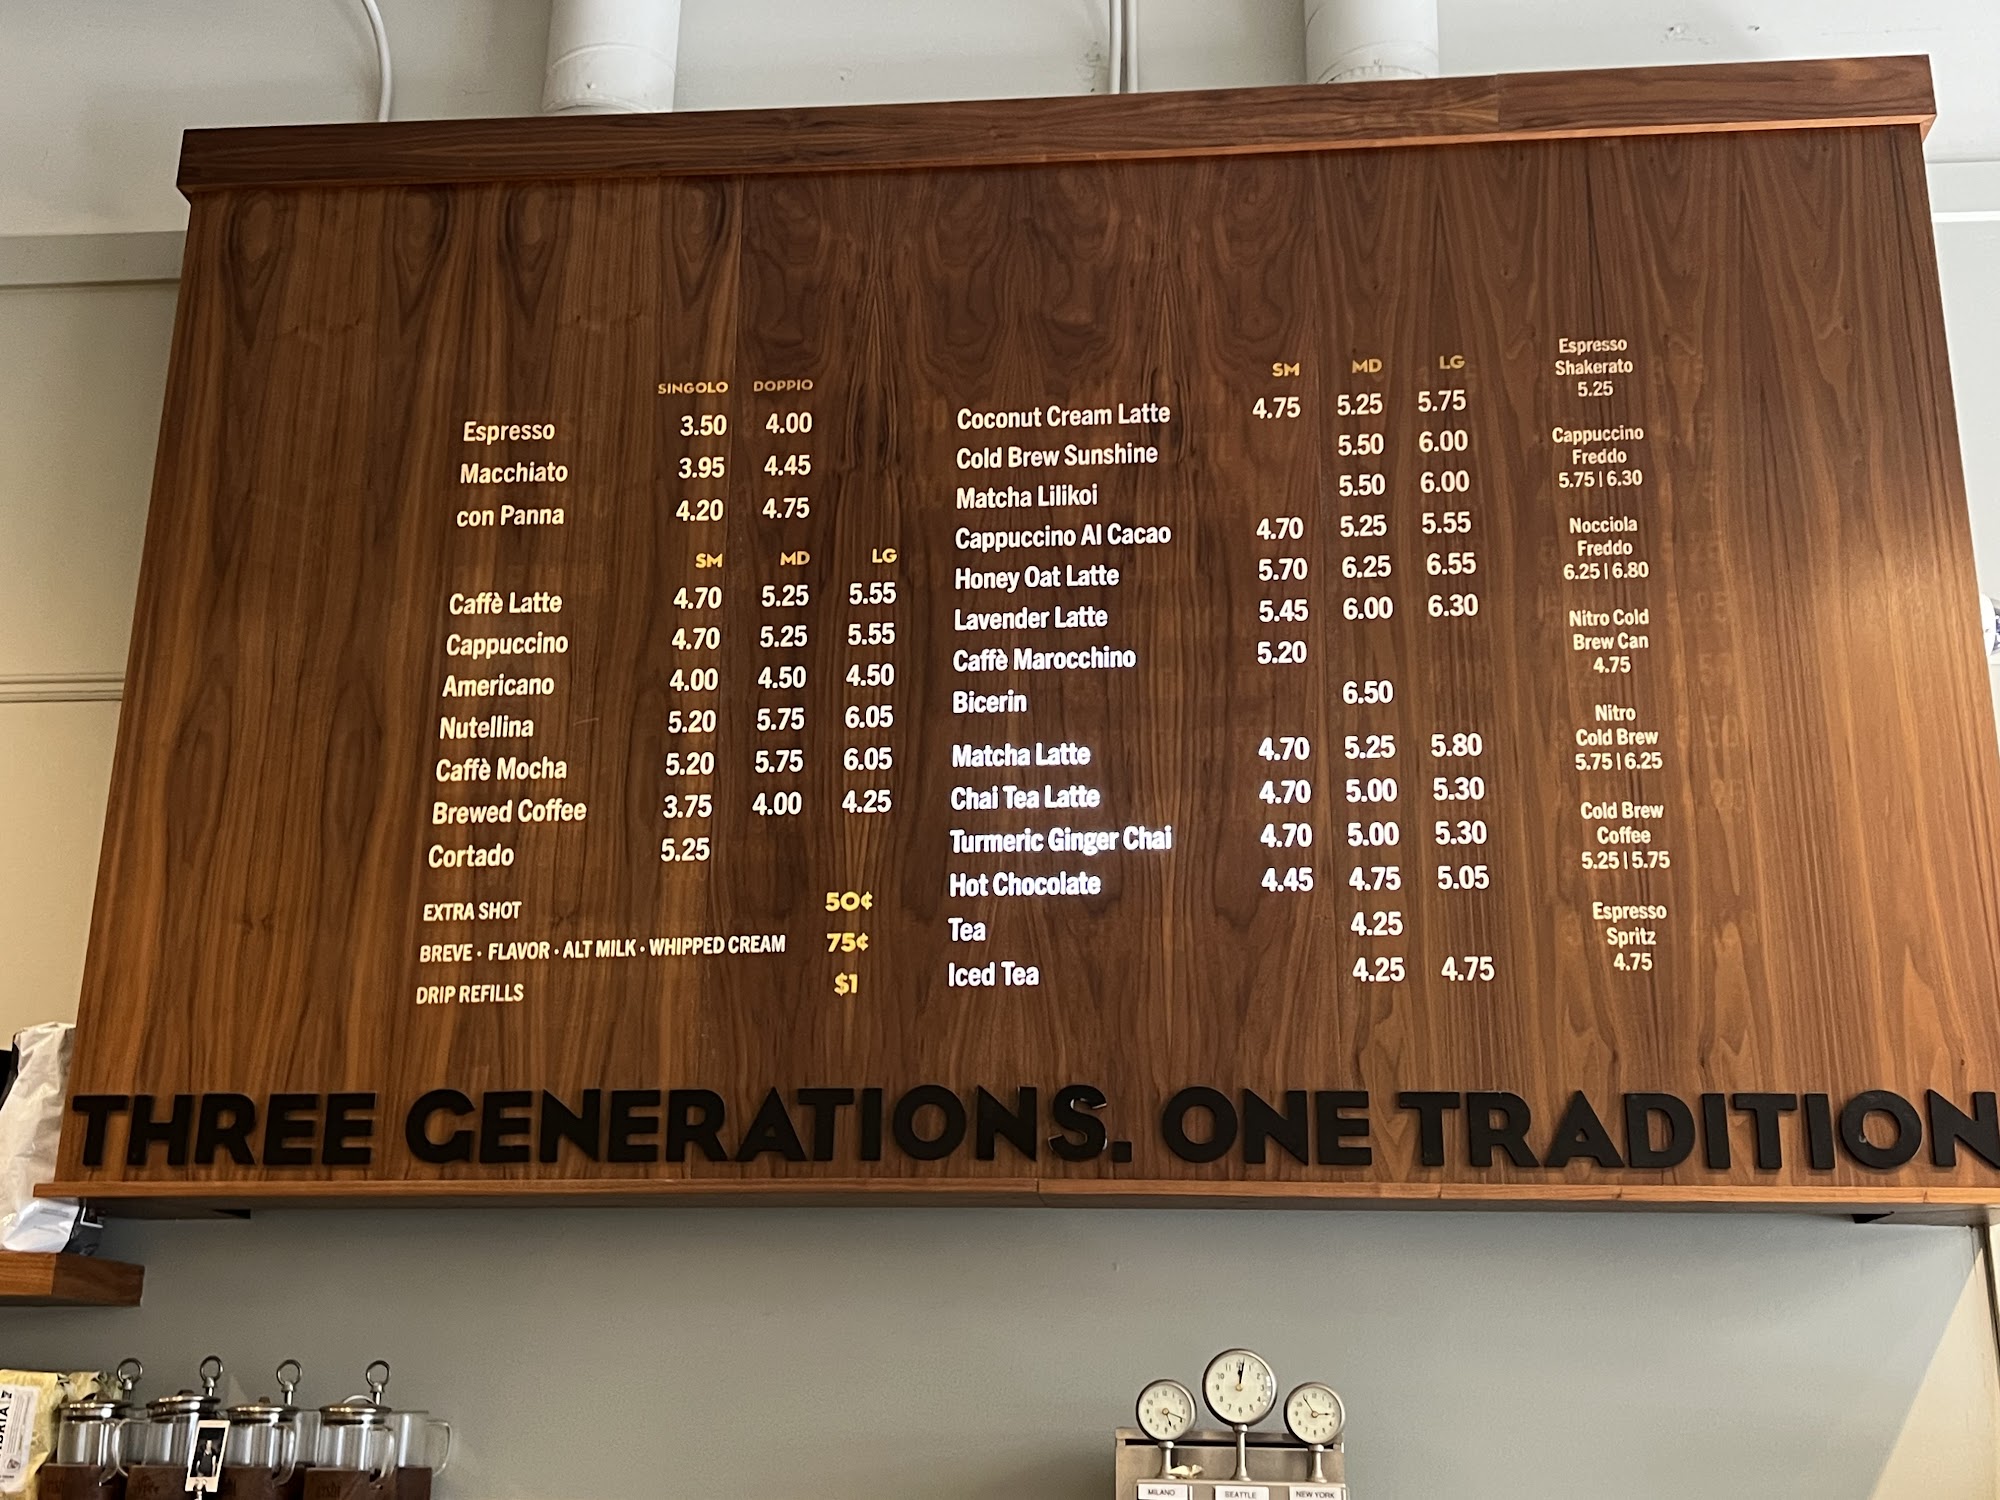 SINGOLO DOPPIO
Espresso 3.50 4.00
Macchiato 3.95 4.45
con Panna 4.20 4.75
SM MD LG
Caffè Latte 4.70 5.25 5.55
Cappuccino 4.70 5.25 5.55
Americano 4.00 4.50 4.50
Nutellina 5.20 5.75 6.05
Caffè Mocha 5.20 5.75 6.05
Brewed Coffee 3.75 4.00 4.25
Cortado 5.25
EXTRA SHOT 50¢
BREVE · FLAVOR · ALT MILK · WHIPPED CREAM 75¢
DRIP REFILLS $1
SM MD LG
Coconut Cream Latte 4.75 5.25 5.75
Cold Brew Sunshine 5.50 6.00
Matcha Lilikoi 5.50 6.00
Cappuccino Al Cacao 4.70 5.25 5.55
Honey Oat Latte 5.70 6.25 6.55
Lavender Latte 5.45 6.00 6.30
Caffè Marocchino 5.20
Bicerin 6.50
Matcha Latte 4.70 5.25 5.80
Chai Tea Latte 4.70 5.00 5.30
Turmeric Ginger Chai 4.70 5.00 5.30
Hot Chocolate 4.45 4.75 5.05
Tea 4.25
Iced Tea 4.25 4.75
Espresso
Shakerato
5.25
Cappuccino
Freddo
5.75 | 6.30
Nocciola
Freddo
6.25 | 6.80
Nitro Cold
Brew Can
4.75
Nitro
Cold Brew
5.75 | 6.25
Cold Brew
Coffee
5.25 | 5.75
Espresso
Spritz
4.75
THREE GENERATIONS. ONE TRADITION
MILANO SEATTLE NEW YORK